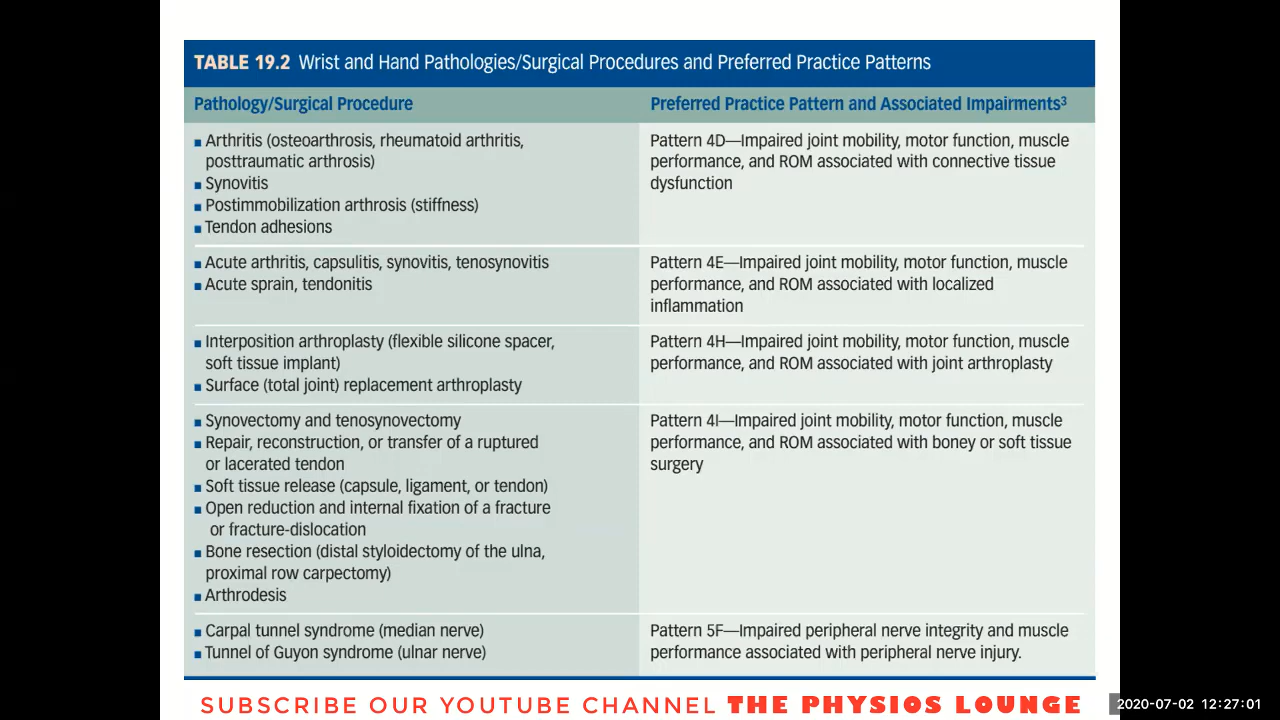 TABLE 19.2 Wrist and Hand Pathologies/Surgical Procedures and Preferred Practice Patterns
Pathology/Surgical Procedure
Preferred Practice Pattern and Associated Impairments³
■ Arthritis (osteoarthrosis, rheumatoid arthritis,
posttraumatic arthrosis)
■ Synovitis
■ Postimmobilization arthrosis (stiffness)
■ Tendon adhesions
Pattern 4D—Impaired joint mobility, motor function, muscle
performance, and ROM associated with connective tissue
dysfunction
■ Acute arthritis, capsulitis, synovitis, tenosynovitis
■ Acute sprain, tendonitis
Pattern 4E—Impaired joint mobility, motor function, muscle
performance, and ROM associated with localized
inflammation
■ Interposition arthroplasty (flexible silicone spacer,
soft tissue implant)
■ Surface (total joint) replacement arthroplasty
Pattern 4H—Impaired joint mobility, motor function, muscle
performance, and ROM associated with joint arthroplasty
■ Synovectomy and tenosynovectomy
■ Repair, reconstruction, or transfer of a ruptured
or lacerated tendon
■ Soft tissue release (capsule, ligament, or tendon)
■ Open reduction and internal fixation of a fracture
or fracture-dislocation
■ Bone resection (distal styloidectomy of the ulna,
proximal row carpectomy)
■ Arthrodesis
Pattern 4I—Impaired joint mobility, motor function, muscle
performance, and ROM associated with boney or soft tissue
surgery
■ Carpal tunnel syndrome (median nerve)
■ Tunnel of Guyon syndrome (ulnar nerve)
Pattern 5F—Impaired peripheral nerve integrity and muscle
performance associated with peripheral nerve injury.
SUBSCRIBE OUR YOUTUBE CHANNEL THE PHYSIOS LOUNGE
2020-07-02 12:27:01